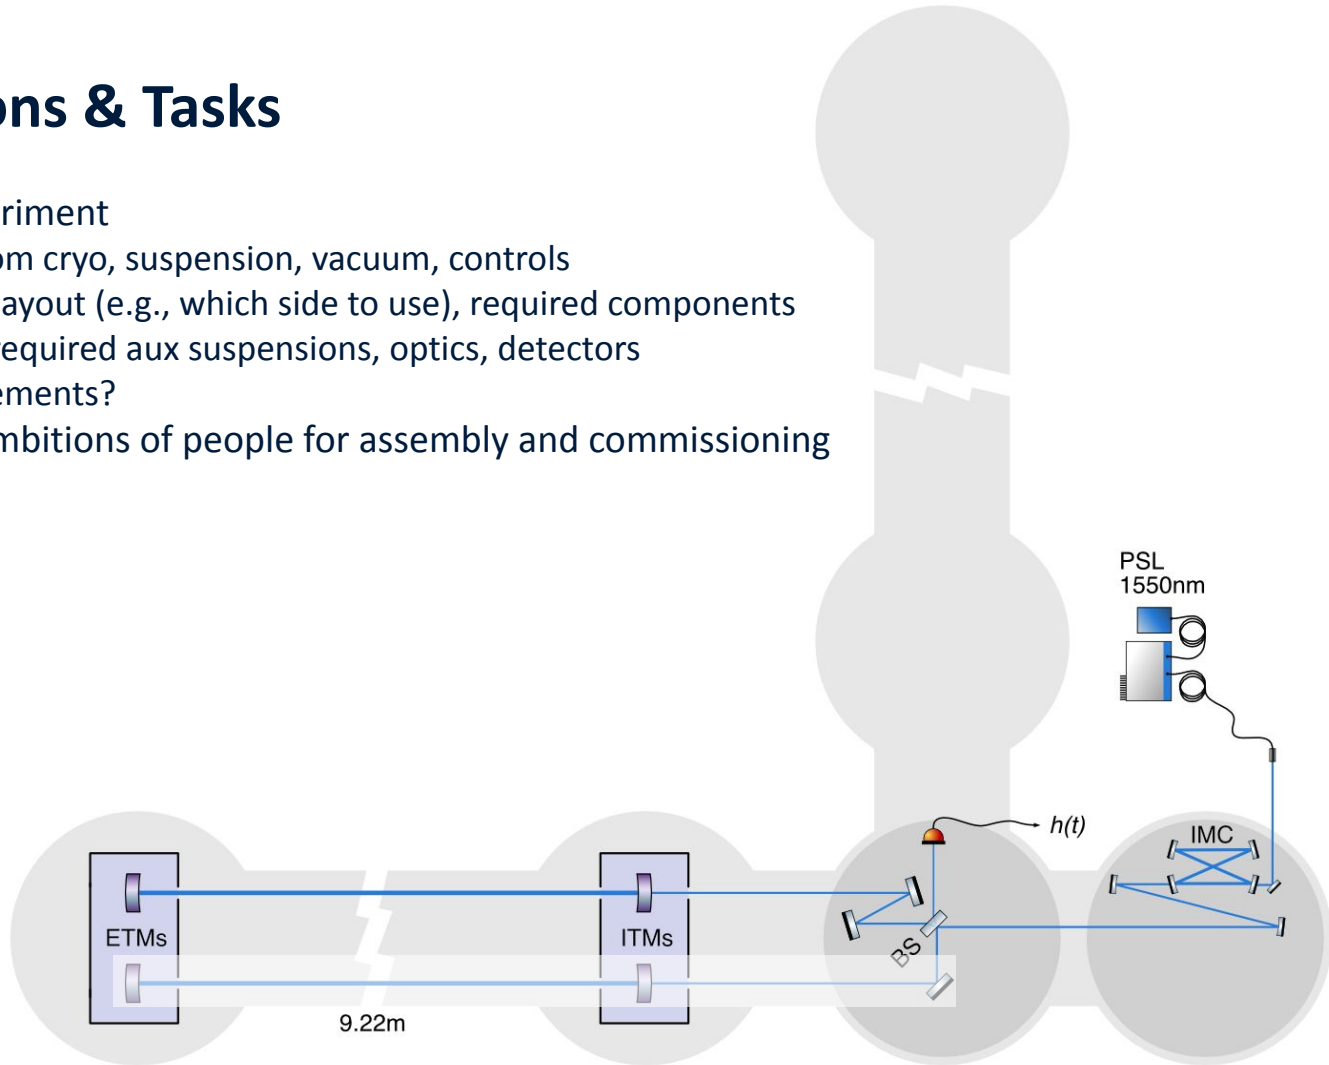 ons & Tasks
riment
om cryo, suspension, vacuum, controls
ayout (e.g., which side to use), required components
required aux suspensions, optics, detectors
ements?
mbitions of people for assembly and commissioning
PSL
1550nm
h(t)
IMC
ETMs
ITMs
BS
9.22m